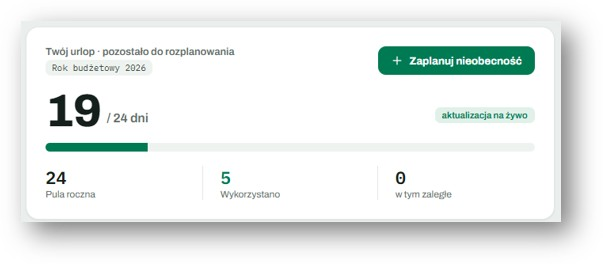 Twój urlop · pozostało do rozplanowania
Rok budżetowy 2026
+ Zaplanuj nieobecność
19 / 24 dni
aktualizacja na żywo
24
Pula roczna
5
Wykorzystano
0
w tym zaległe